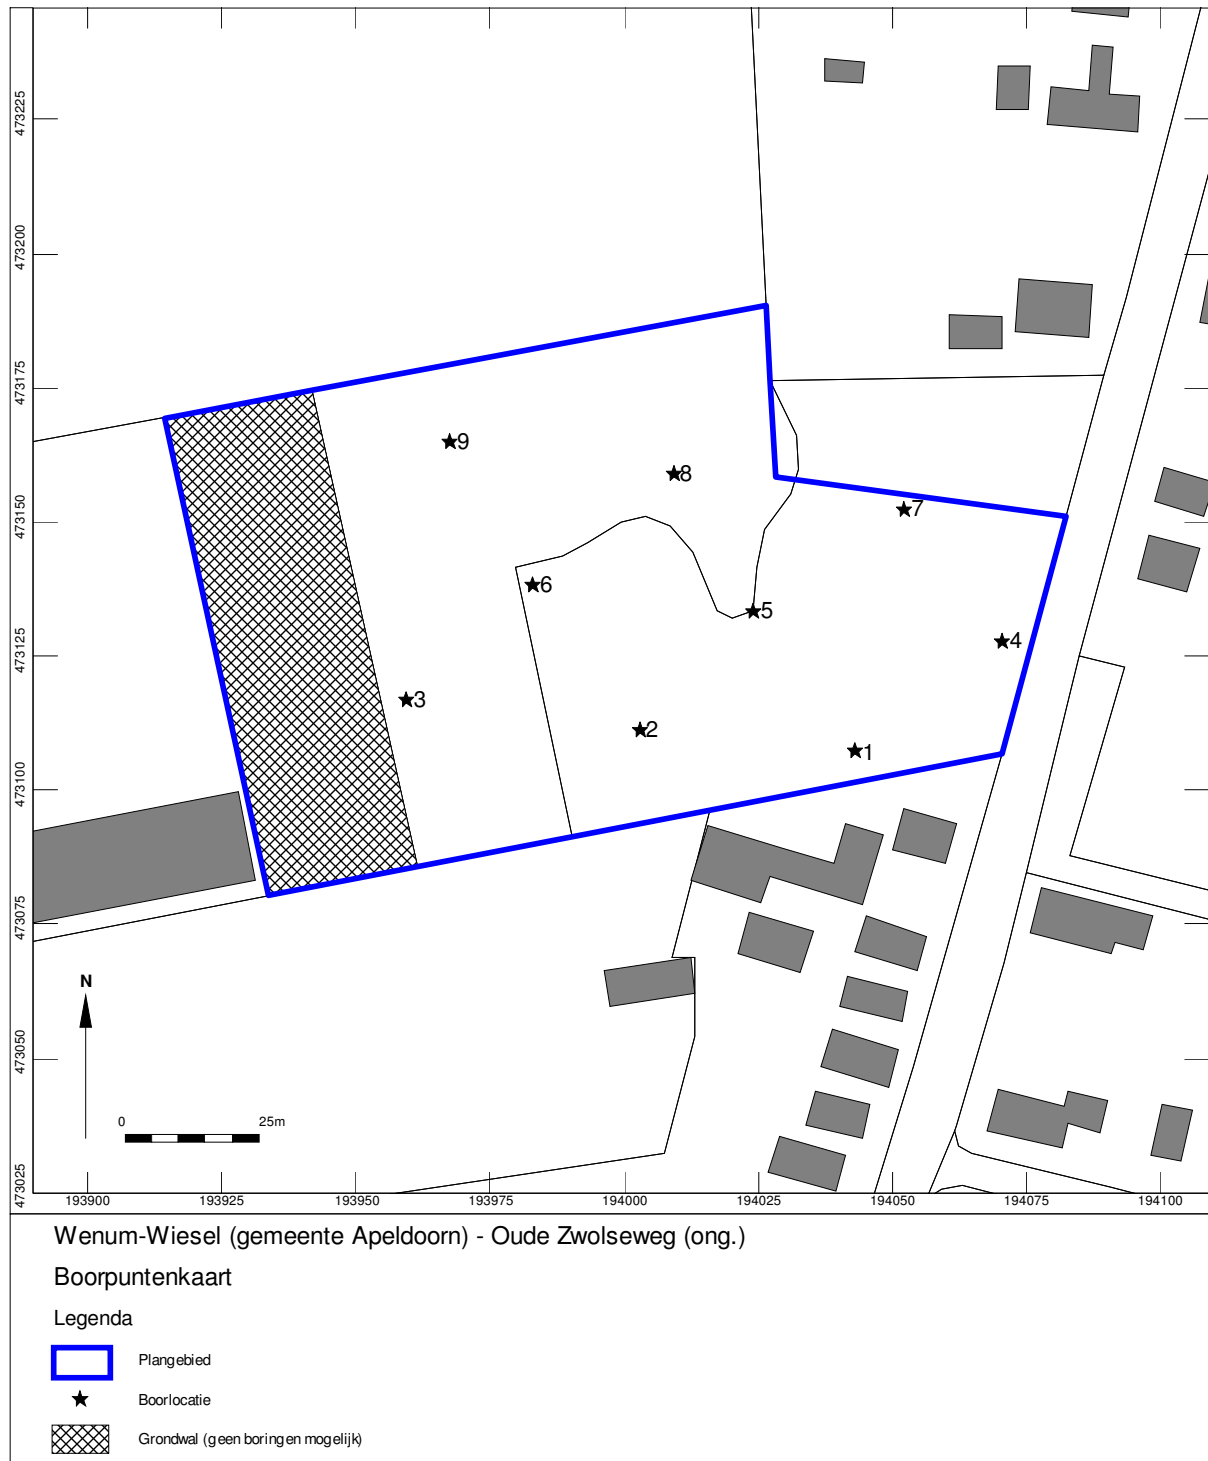 473225
473200
473175
473150
473125
473100
473075
473050
473025
9
8
7
6
5
4
3
2
1
N
0 25m
193900 193925 193950 193975 194000 194025 194050 194075 194100
Wenum-Wiesel (gemeente Apeldoorn) - Oude Zwolseweg (ong.)
Boorpuntenkaart
Legenda
Plangebied
Boorlocatie
Grondwal (geen boringen mogelijk)